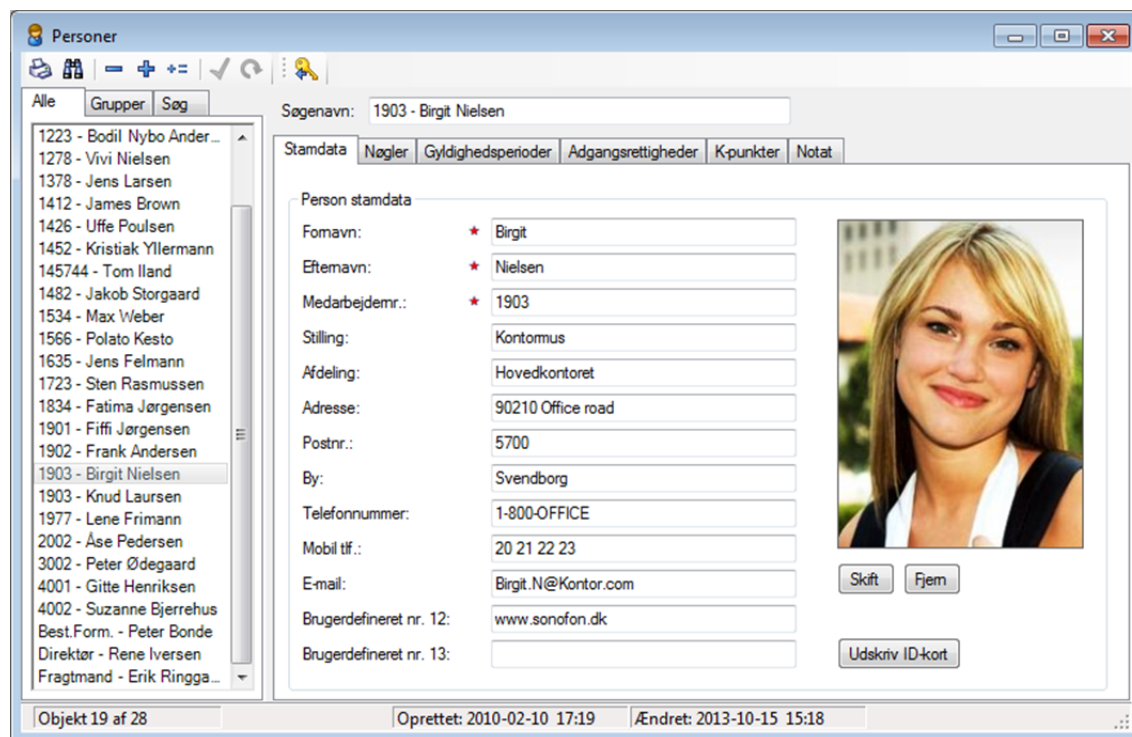 Personer
Alle Grupper Søg
Søgenavn: 1903 - Birgit Nielsen
1223 - Bodil Nybo Ander...
1278 - Vivi Nielsen
1378 - Jens Larsen
1412 - James Brown
1426 - Uffe Poulsen
1452 - Kristiak Yllermann
145744 - Tom Iland
1482 - Jakob Storgaard
1534 - Max Weber
1566 - Polato Kesto
1635 - Jens Felmann
1723 - Sten Rasmussen
1834 - Fatima Jørgensen
1901 - Fiffi Jørgensen
1902 - Frank Andersen
1903 - Birgit Nielsen
1903 - Knud Laursen
1977 - Lene Frimann
2002 - Åse Pedersen
3002 - Peter Ødegaard
4001 - Gitte Henriksen
4002 - Suzanne Bjerrehus
Best.Form. - Peter Bonde
Direktør - Rene Iversen
Fragtmand - Erik Ringga...
Stamdata Nøgler Gyldighedsperioder Adgangsrettigheder K-punkter Notat
Person stamdata
Fornavn: ★ Birgit
Efternavn: ★ Nielsen
Medarbejdernr.: ★ 1903
Stilling: Kontormus
Afdeling: Hovedkontoret
Adresse: 90210 Office road
Postnr.: 5700
By: Svendborg
Telefonnummer: 1-800-OFFICE
Mobil tlf.: 20 21 22 23
E-mail: Birgit.N@Kontor.com
Brugerdefineret nr. 12: www.sonofon.dk
Brugerdefineret nr. 13:
Skift Fjern
Udskriv ID-kort
Objekt 19 af 28 Oprettet: 2010-02-10 17:19 Ændret: 2013-10-15 15:18